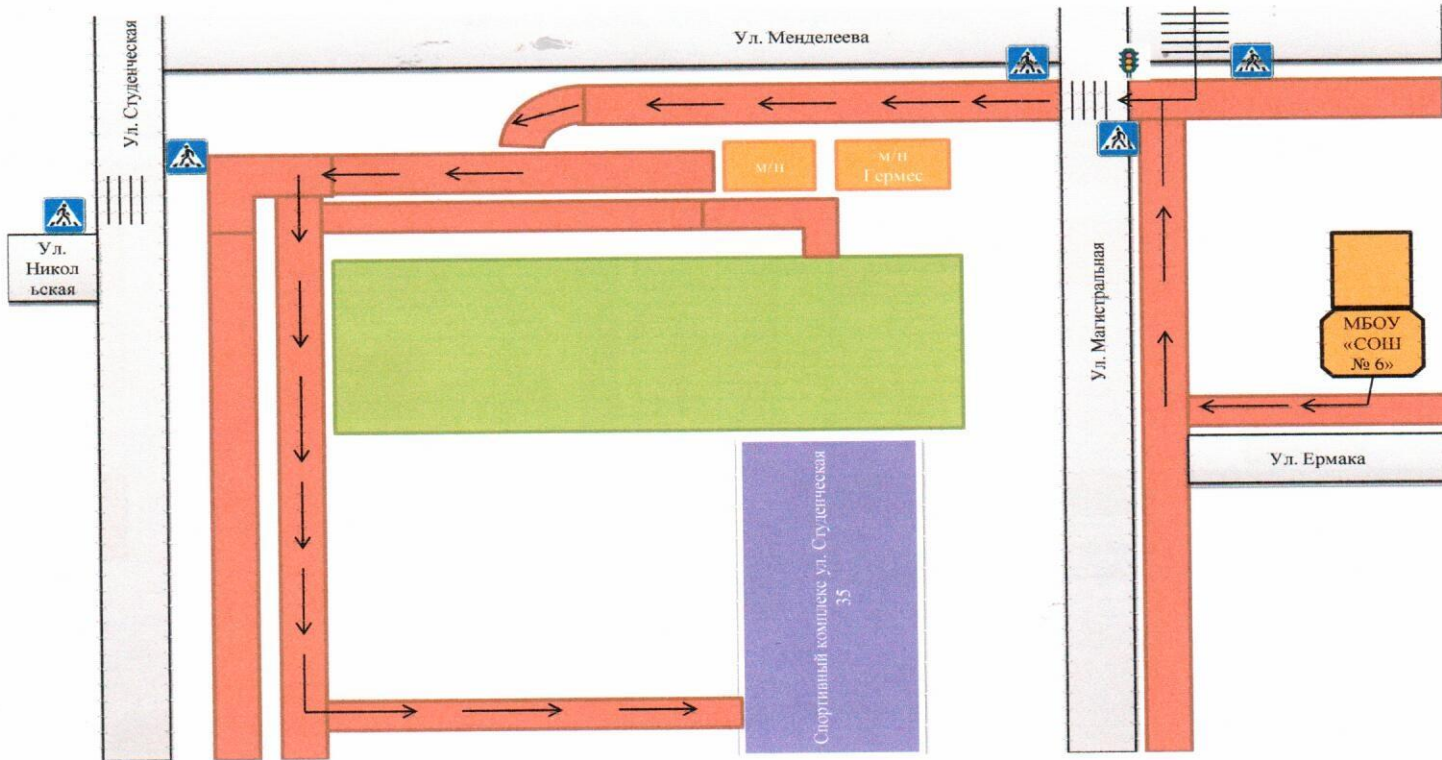 Ул. Менделеева
Ул. Студенческая
м/н
м/н
Гермес
Ул.
Никол
ьская
Ул. Магистральная
МБОУ
«СОШ
№ 6»
Ул. Ермака
Спортивный комплекс ул. Студенческая
35